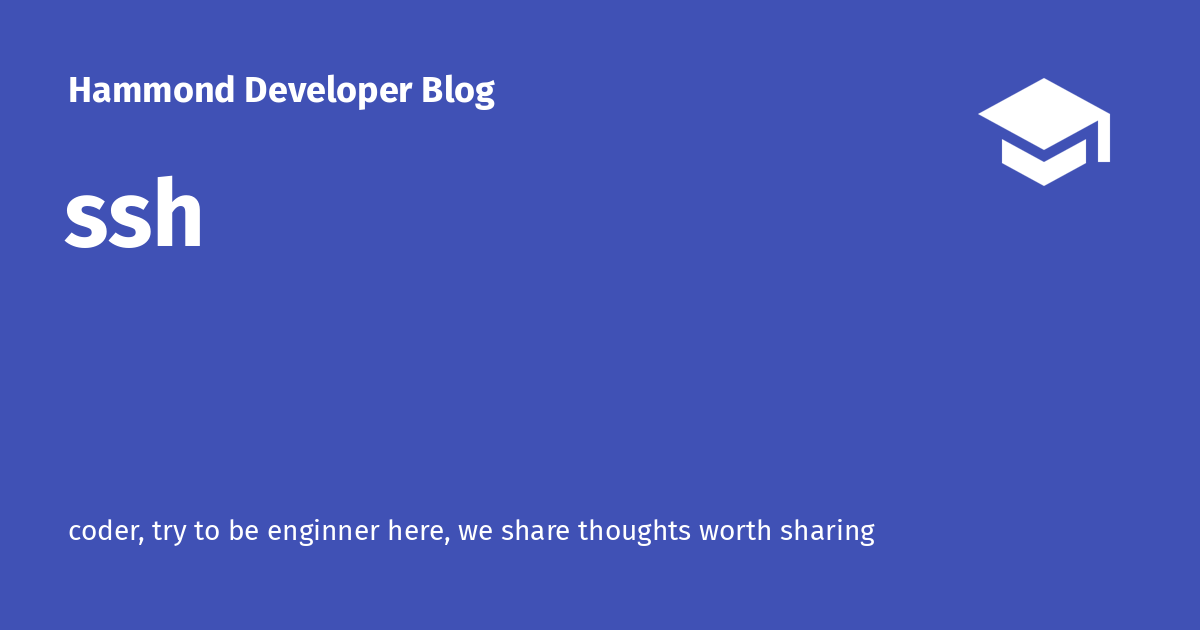 Hammond Developer Blog
ssh
coder, try to be enginner here, we share thoughts worth sharing